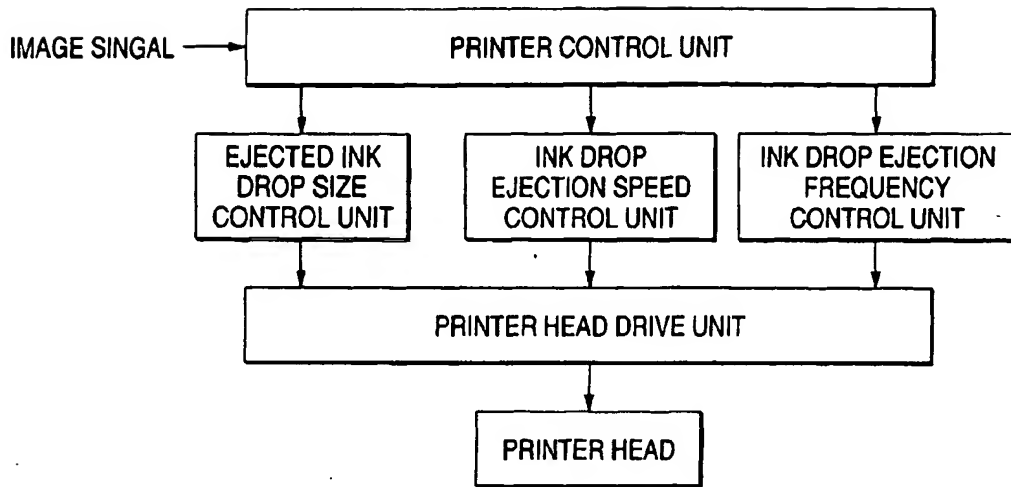 IMAGE SINGAL
PRINTER CONTROL UNIT
EJECTED INK
DROP SIZE
CONTROL UNIT
INK DROP
EJECTION SPEED
CONTROL UNIT
INK DROP EJECTION
FREQUENCY
CONTROL UNIT
PRINTER HEAD DRIVE UNIT
PRINTER HEAD